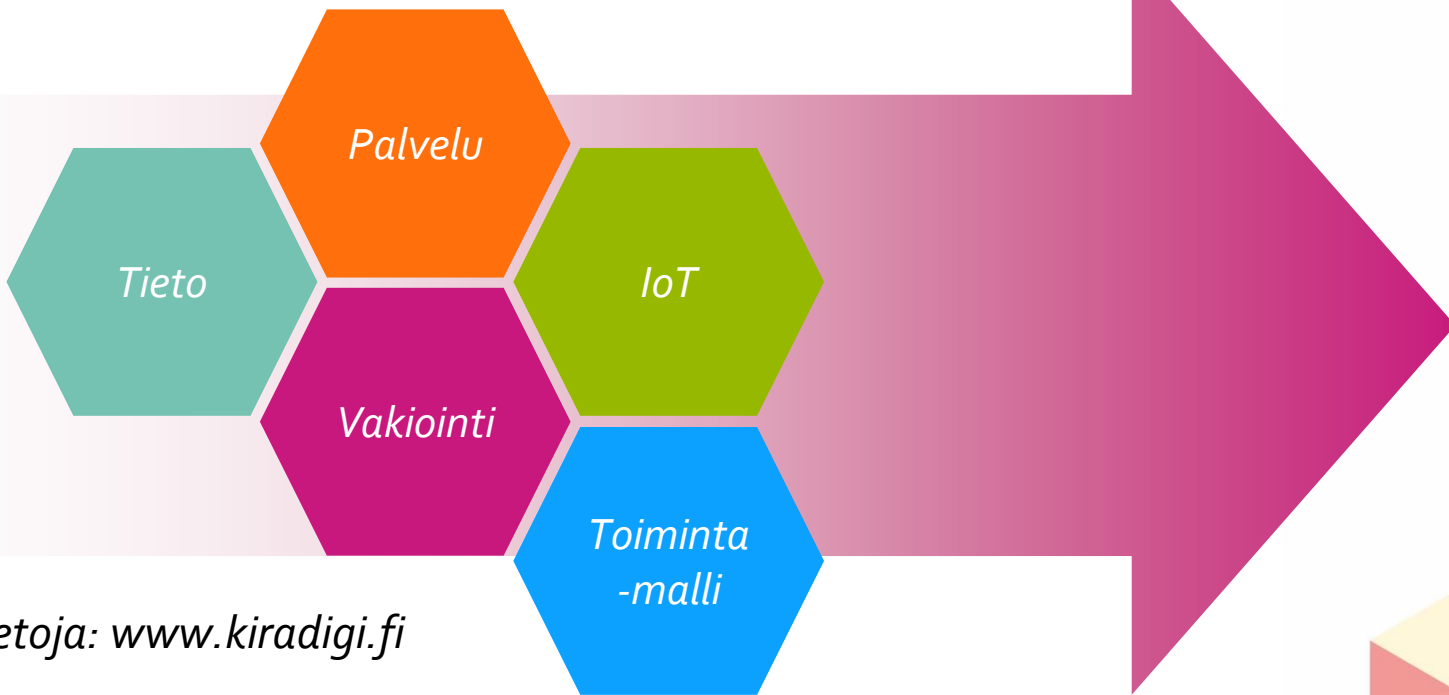 Palvelu
Tieto
IoT
Vakiointi
Toiminta
-malli
etoja: www.kiradigi.fi